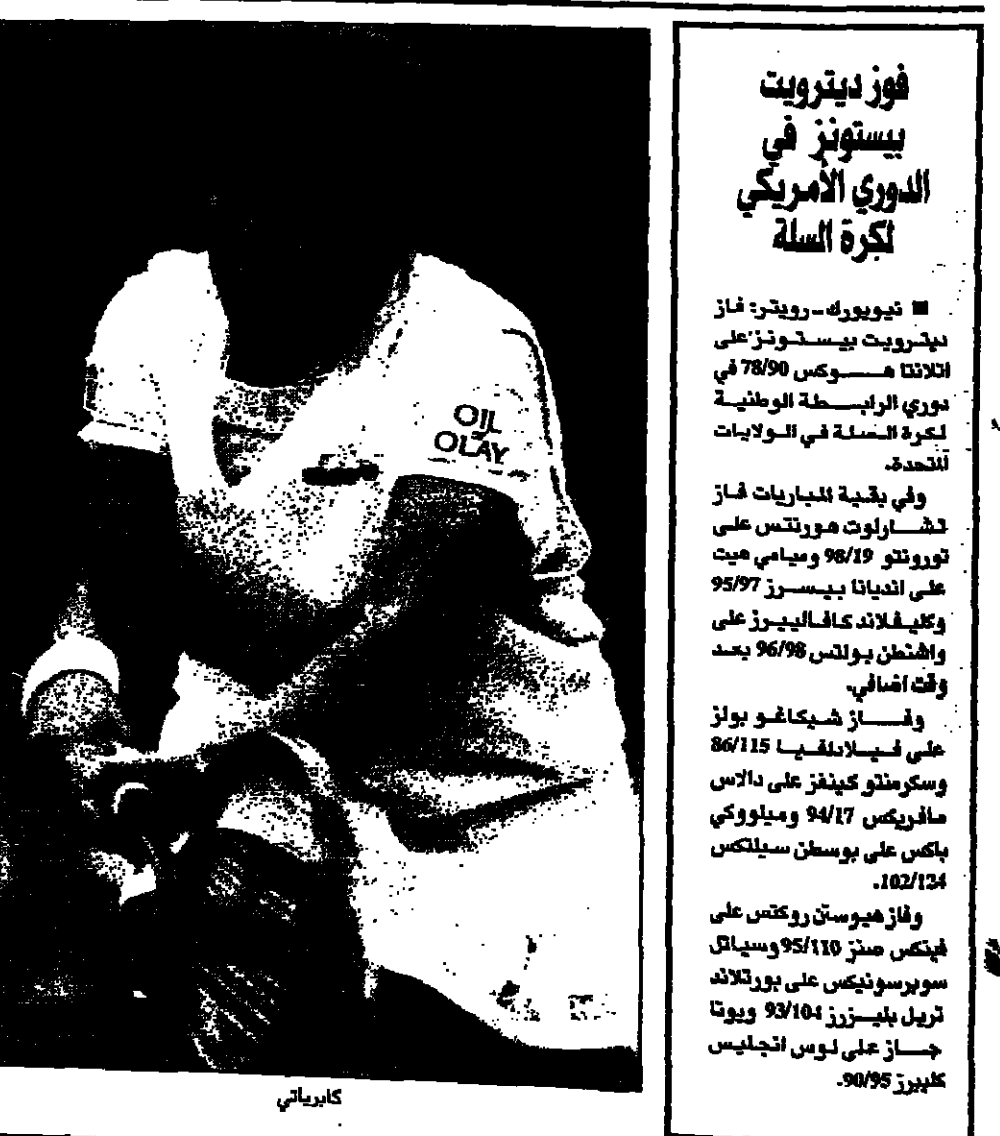 فوز ديترويت
بيستونز في
الدوري الأمريكي
لكرة السلة
■ نيويورك - رويتر: فاز
ديترويت بيستونز على
اتلانتا هوكس 78/90 في
دوري الرابطة الوطنية
لكرة السلة في الولايات
المتحدة.
وفي بقية المباريات فاز
تشارلوت هورنتس على
تورونتو 98/19 وميامي هيت
على انديانا بيسرز 95/97
وكليفلاند كافالييرز على
واشنطن بولتس 96/98 بعد
وقت اضافي.
وفاز شيكاغو بولز
على فيلادلفيا 86/115
وسكرمنتو كينغز على دالاس
مافريكس 94/17 وميلووكي
باكس على بوسطن سيلتكس
102/124.
وفاز هيوستن روكتس على
فينكس صنز 95/110 وسياتل
سوبرسونيكس على بورتلاند
تريل بليزرز 93/104 ويوتا
جاز على لوس انجليس
كليبرز 90/95.
OIL
of
OLAY
كابرياتي